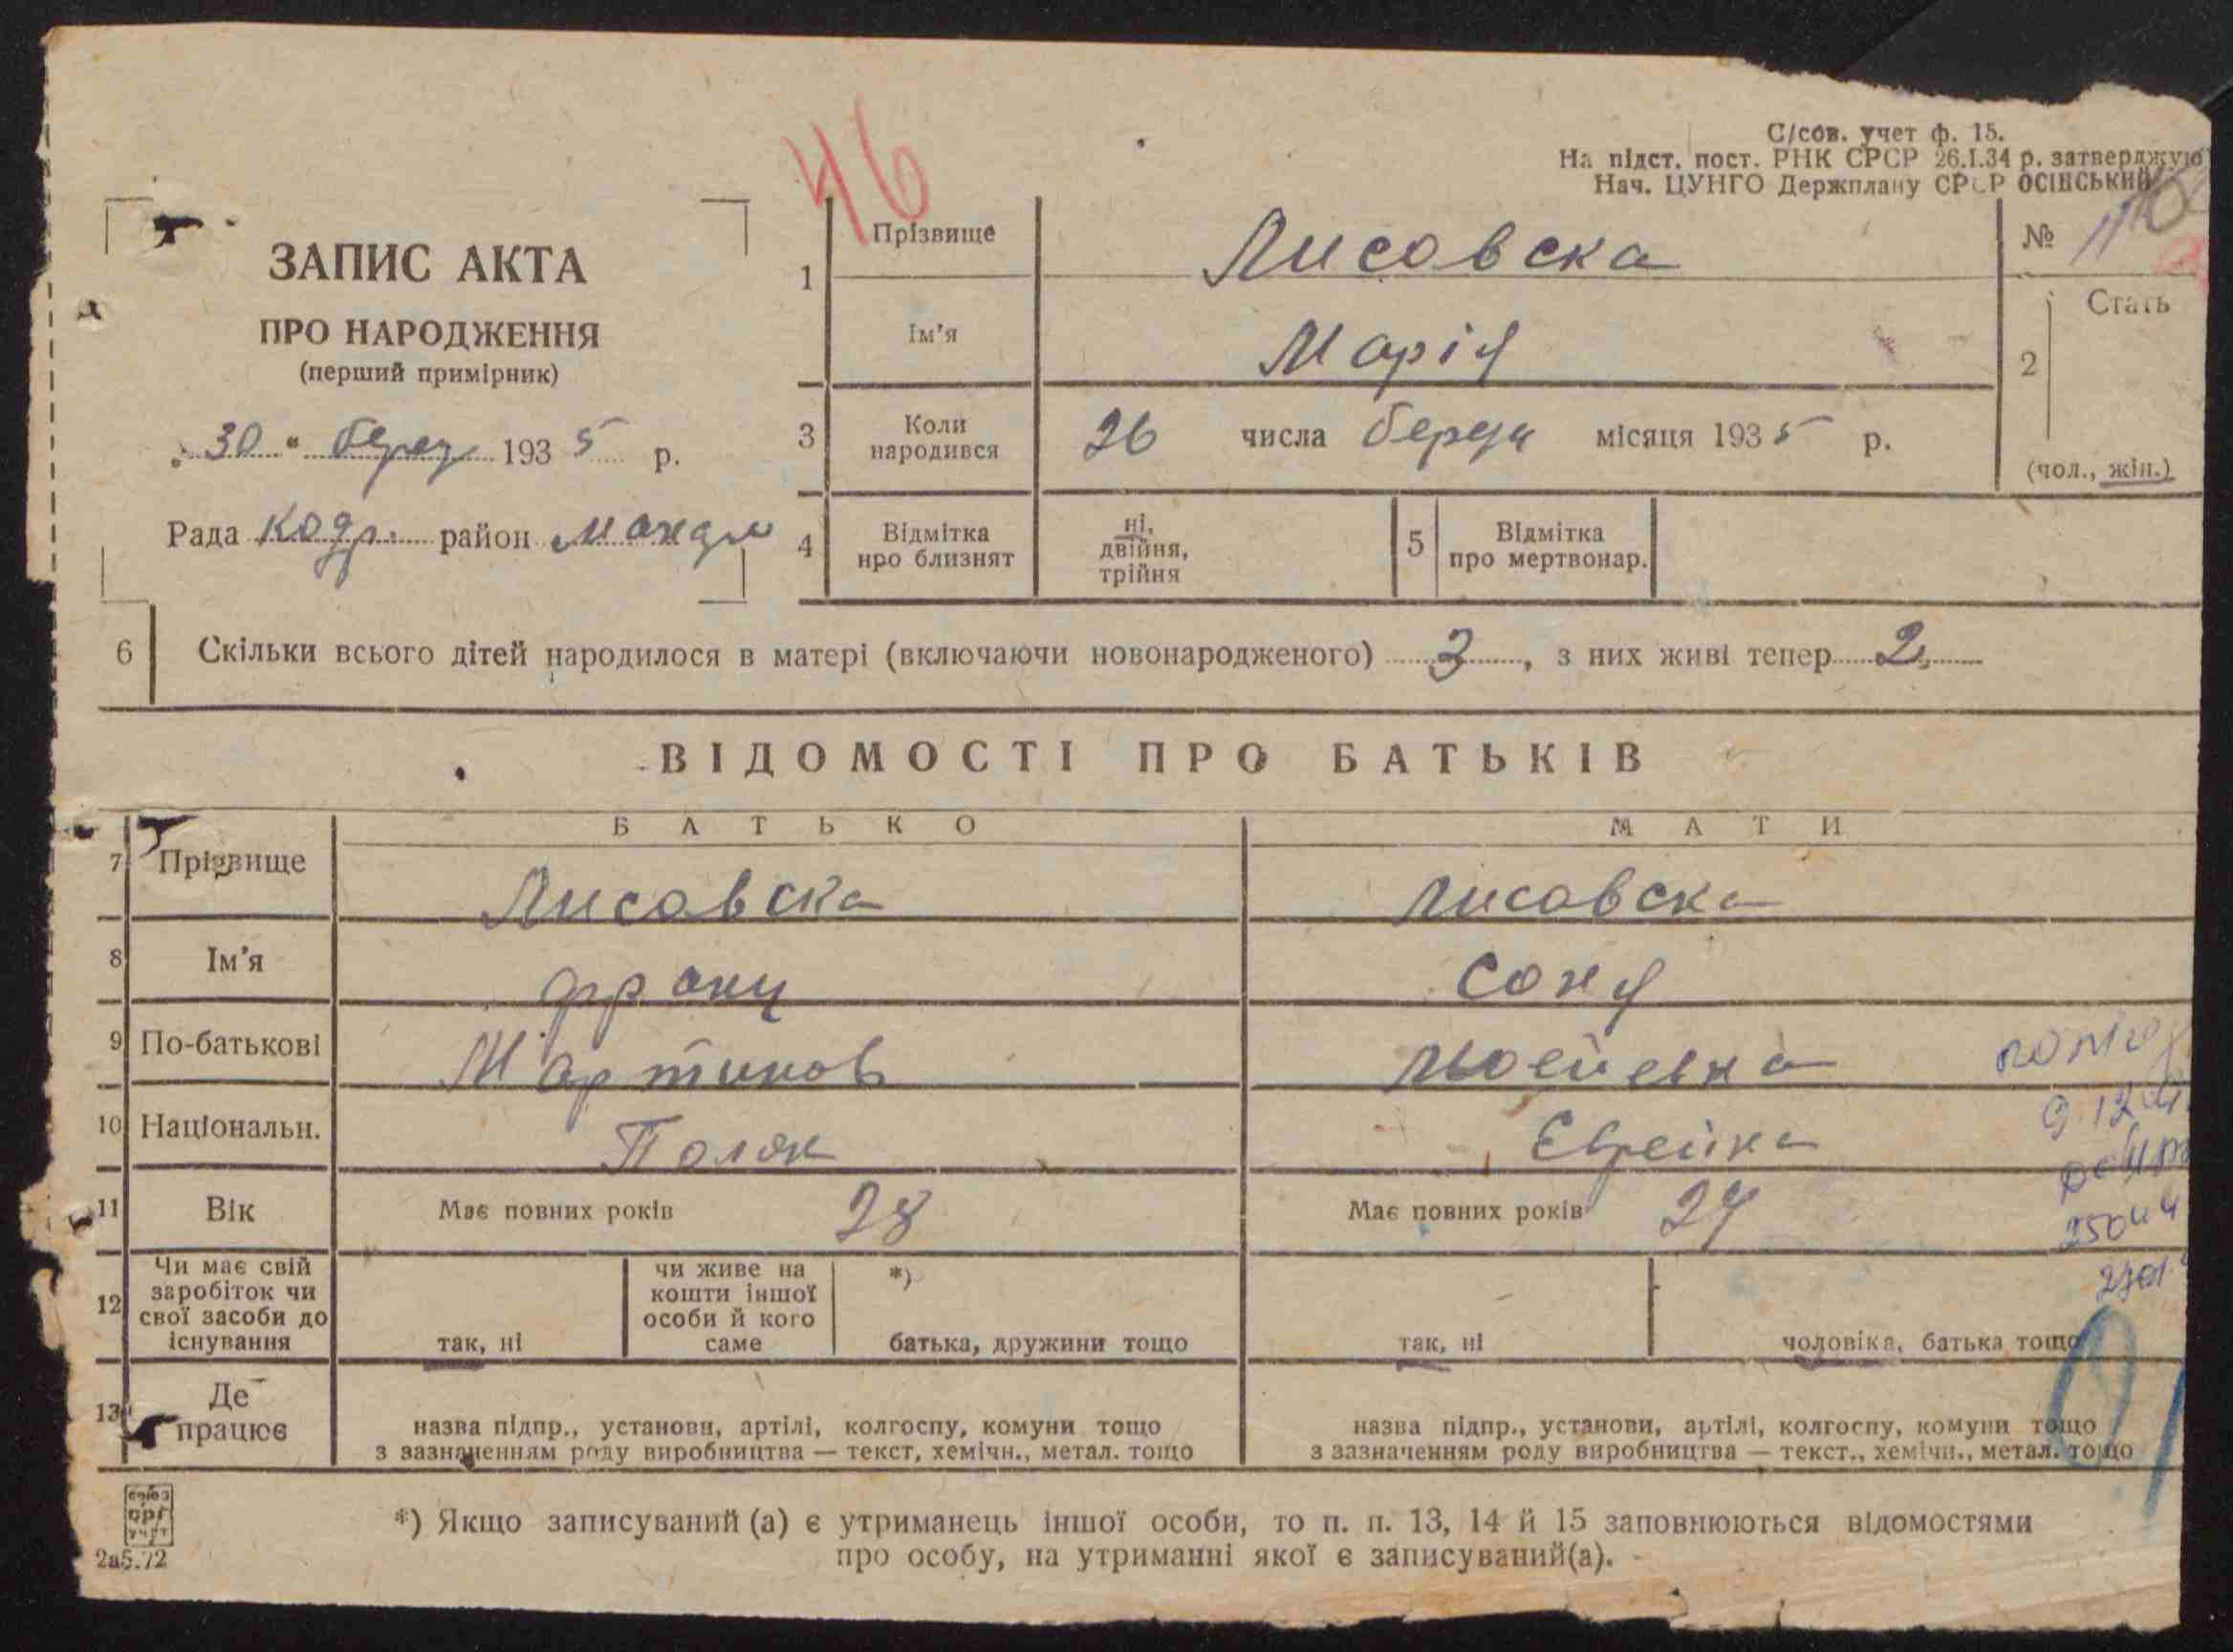 46
С/сов. учет ф. 15.
На підст. пост. РНК СРСР 26.І.34 р. затверджую
Нач. ЦУНГО Держплану СРСР ОСІНСЬКИЙ
ЗАПИС АКТА
ПРО НАРОДЖЕННЯ
(перший примірник)
„30“ берез 1935 р.
Рада Кодр. район
1 Прізвище Лисовска
Ім'я Марія
№
2 Стать
(чол., жін.)
3 Коли народився 26 числа березн місяця 1935 р.
4 Відмітка про близнят ні, двійня, трійня
5 Відмітка про мертвонар.
6 Скільки всього дітей народилося в матері (включаючи новонародженого) 3, з них живі тепер 2
ВІДОМОСТІ ПРО БАТЬКІВ
БАТЬКО МАТИ
7 Прізвище Лисовска Лисовска
8 Ім'я Франц Соня
9 По-батькові Мартинов
10 Національн. Поляк Еврейка
11 Вік Має повних років 28 Має повних років
12 Чи має свій заробіток чи свої засоби до існування так, ні чи живе на кошти іншої особи й кого саме *) батька, дружини тощо так, ні чоловіка, батька тощо
13 Де працює назва підпр., установи, артілі, колгоспу, комуни тощо з зазначенням роду виробництва — текст, хемічн., метал. тощо назва підпр., установи, артілі, колгоспу, комуни тощо з зазначенням роду виробництва — текст., хемічн., метал. тощо
союз
орг
учет
2а5.72
*) Якщо записуваний (а) є утриманець іншої особи, то п. п. 13, 14 й 15 заповнюються відомостями
про особу, на утриманні якої є записуваний(а).